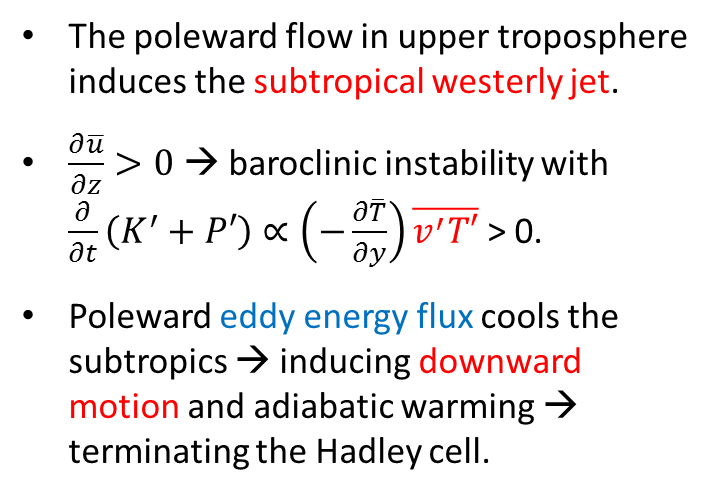 • The poleward flow in upper troposphere
induces the subtropical westerly jet.
• ∂u̅/∂z > 0 → baroclinic instability with
∂/∂t (K′ + P′) ∝ (−∂T̅/∂y) \overline{v′T′} > 0.
• Poleward eddy energy flux cools the
subtropics → inducing downward
motion and adiabatic warming →
terminating the Hadley cell.